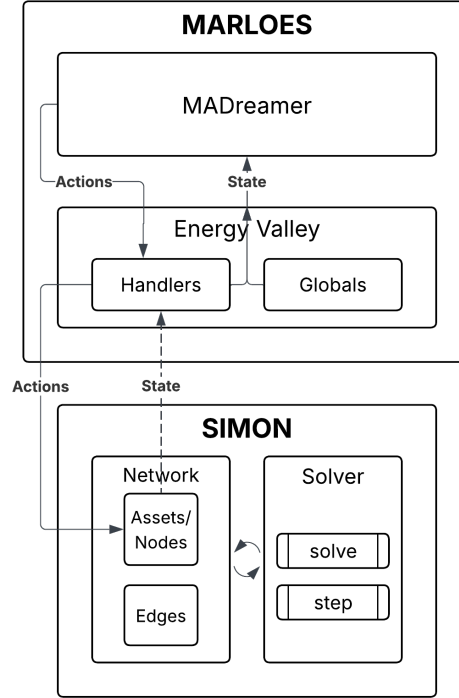 MARLOES
MADreamer
Actions
State
Energy Valley
Handlers
Globals
Actions
State
SIMON
Network
Solver
Assets/
Nodes
solve
step
Edges